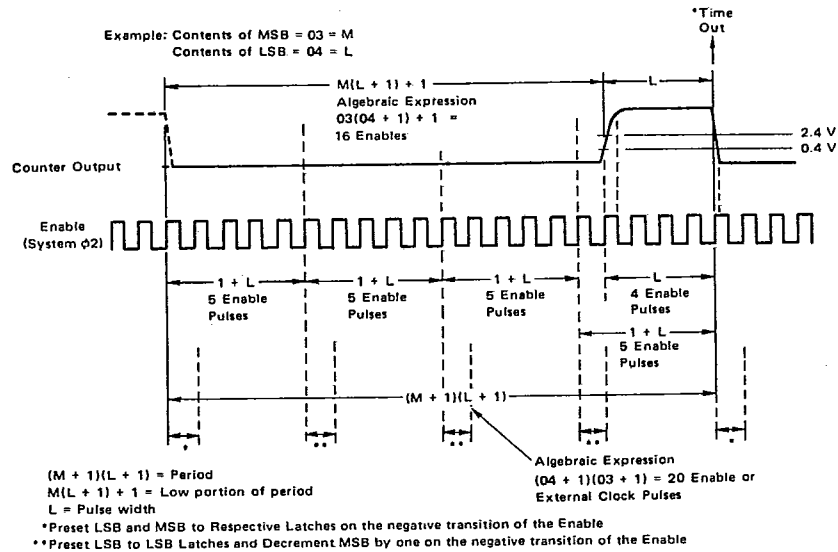 *Time
Out
Example: Contents of MSB = 03 = M
Contents of LSB = 04 = L
M(L + 1) + 1
L
Algebraic Expression
03(04 + 1) + 1 =
16 Enables
2.4 V
0.4 V
Counter Output
Enable
(System ϕ2)
1 + L
5 Enable
Pulses
1 + L
5 Enable
Pulses
1 + L
5 Enable
Pulses
L
4 Enable
Pulses
1 + L
5 Enable
Pulses
(M + 1)(L + 1)
*
**
**
**
*
Algebraic Expression
(04 + 1)(03 + 1) = 20 Enable or
External Clock Pulses
(M + 1)(L + 1) = Period
M(L + 1) + 1 = Low portion of period
L = Pulse width
*Preset LSB and MSB to Respective Latches on the negative transition of the Enable
**Preset LSB to LSB Latches and Decrement MSB by one on the negative transition of the Enable